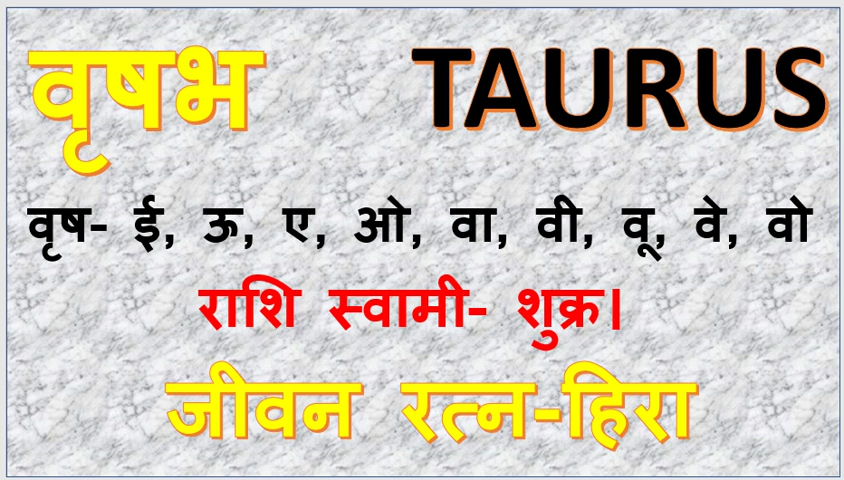 वृषभ TAURUS
वृष- ई, ऊ, ए, ओ, वा, वी, वू, वे, वो
राशि स्वामी- शुक्र।
जीवन रत्न-हिरा